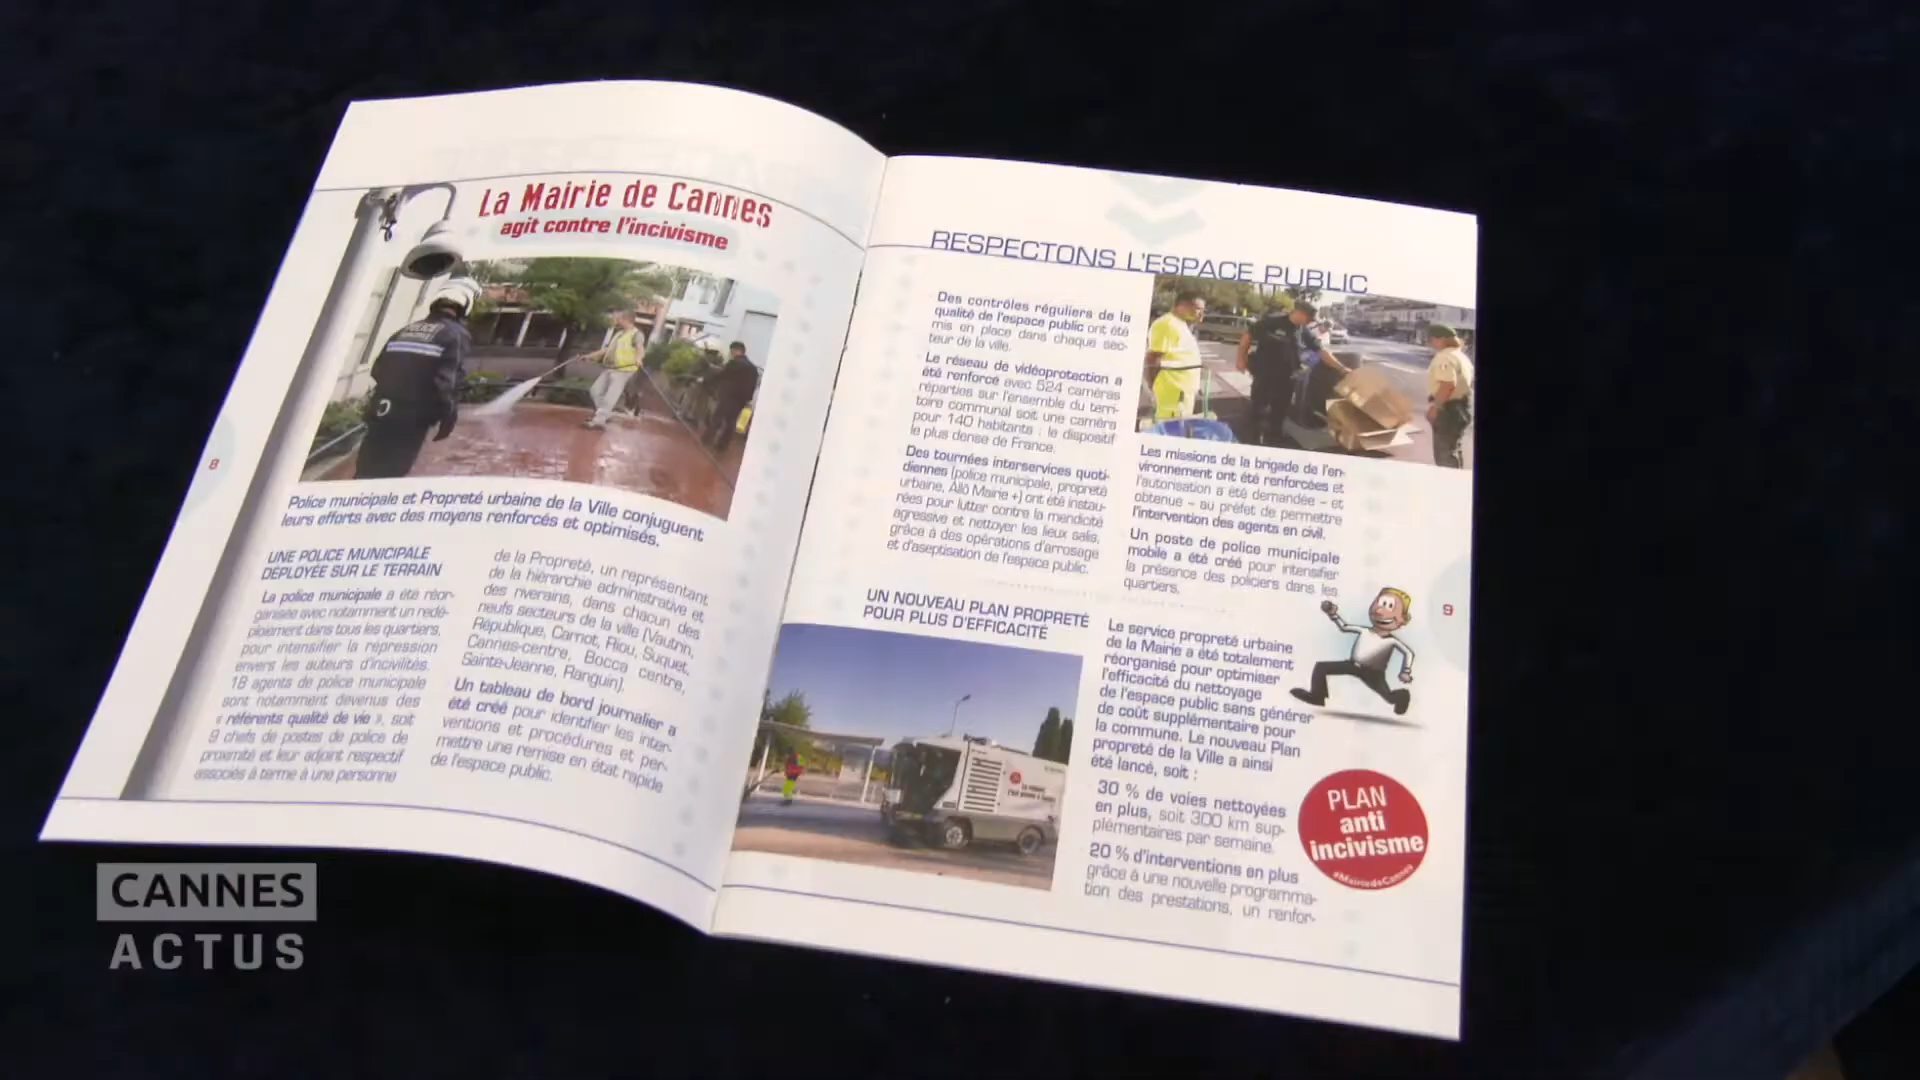 La Mairie de Cannes
agit contre l'incivisme
POLICE
Police municipale et Propreté urbaine de la Ville conjuguent
leurs efforts avec des moyens renforcés et optimisés.
UNE POLICE MUNICIPALE
DÉPLOYÉE SUR LE TERRAIN
La police municipale a été réor-
ganisée avec notamment un redé-
ploiement dans tous les quartiers,
pour intensifier la répression
envers les auteurs d'incivilités.
18 agents de police municipale
sont notamment devenus des
« référents qualité de vie », soit
9 chefs de postes de police de
proximité et leur adjoint respectif
associés à terme à une personne
de la Propreté, un représentant
de la hiérarchie administrative et
des riverains, dans chacun des
neufs secteurs de la ville (Vautrin,
République, Carnot, Riou, Suquet,
Cannes-centre, Bocca centre,
Sainte-Jeanne, Ranguin).
Un tableau de bord journalier a
été créé pour identifier les inter-
ventions et procédures et per-
mettre une remise en état rapide
de l'espace public.
8
RESPECTONS L'ESPACE PUBLIC
Des contrôles réguliers de la
qualité de l'espace public ont été
mis en place dans chaque sec-
teur de la ville.
Le réseau de vidéoprotection a
été renforcé avec 524 caméras
réparties sur l'ensemble du terri-
toire communal soit une caméra
pour 140 habitants : le dispositif
le plus dense de France.
Des tournées interservices quoti-
diennes (police municipale, propreté
urbaine, Allô Mairie +) ont été instau-
rées pour lutter contre la mendicité
agressive et nettoyer les lieux salis,
grâce à des opérations d'arrosage
et d'aseptisation de l'espace public.
Les missions de la brigade de l'en-
vironnement ont été renforcées et
l'autorisation a été demandée – et
obtenue – au préfet de permettre
l'intervention des agents en civil.
Un poste de police municipale
mobile a été créé pour intensifier
la présence des policiers dans les
quartiers.
UN NOUVEAU PLAN PROPRETÉ
POUR PLUS D'EFFICACITÉ
Le service propreté urbaine
de la Mairie a été totalement
réorganisé pour optimiser
l'efficacité du nettoyage
de l'espace public sans générer
de coût supplémentaire pour
la commune. Le nouveau Plan
propreté de la Ville a ainsi
été lancé, soit :
30 % de voies nettoyées
en plus, soit 300 km sup-
plémentaires par semaine.
20 % d'interventions en plus
grâce à une nouvelle programma-
tion des prestations, un renfor-
9
PLAN
anti
incivisme
#MairiedeCannes
CANNES
ACTUS